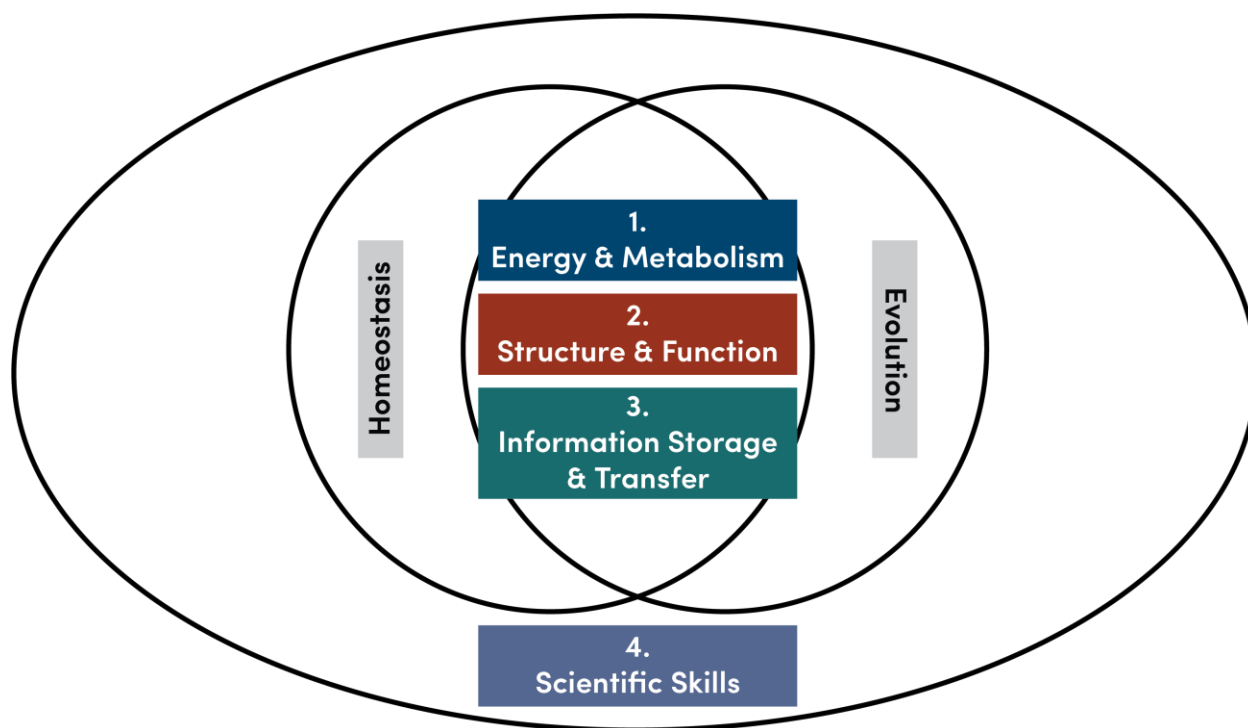 Homeostasis
1.
Energy & Metabolism
2.
Structure & Function
3.
Information Storage
& Transfer
Evolution
4.
Scientific Skills